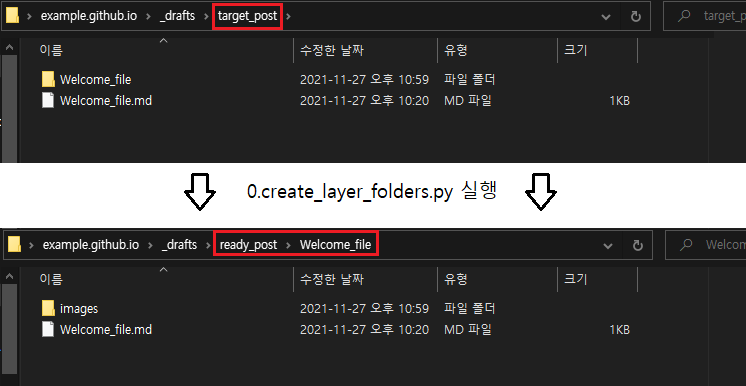 example.github.io > _drafts > target_post >
target_p
이름 수정한 날짜 유형 크기
Welcome_file 2021-11-27 오후 10:59 파일 폴더
Welcome_file.md 2021-11-27 오후 10:20 MD 파일 1KB
0.create_layer_folders.py 실행
example.github.io > _drafts > ready_post > Welcome_file
Welcom
이름 수정한 날짜 유형 크기
images 2021-11-27 오후 10:59 파일 폴더
Welcome_file.md 2021-11-27 오후 10:20 MD 파일 1KB